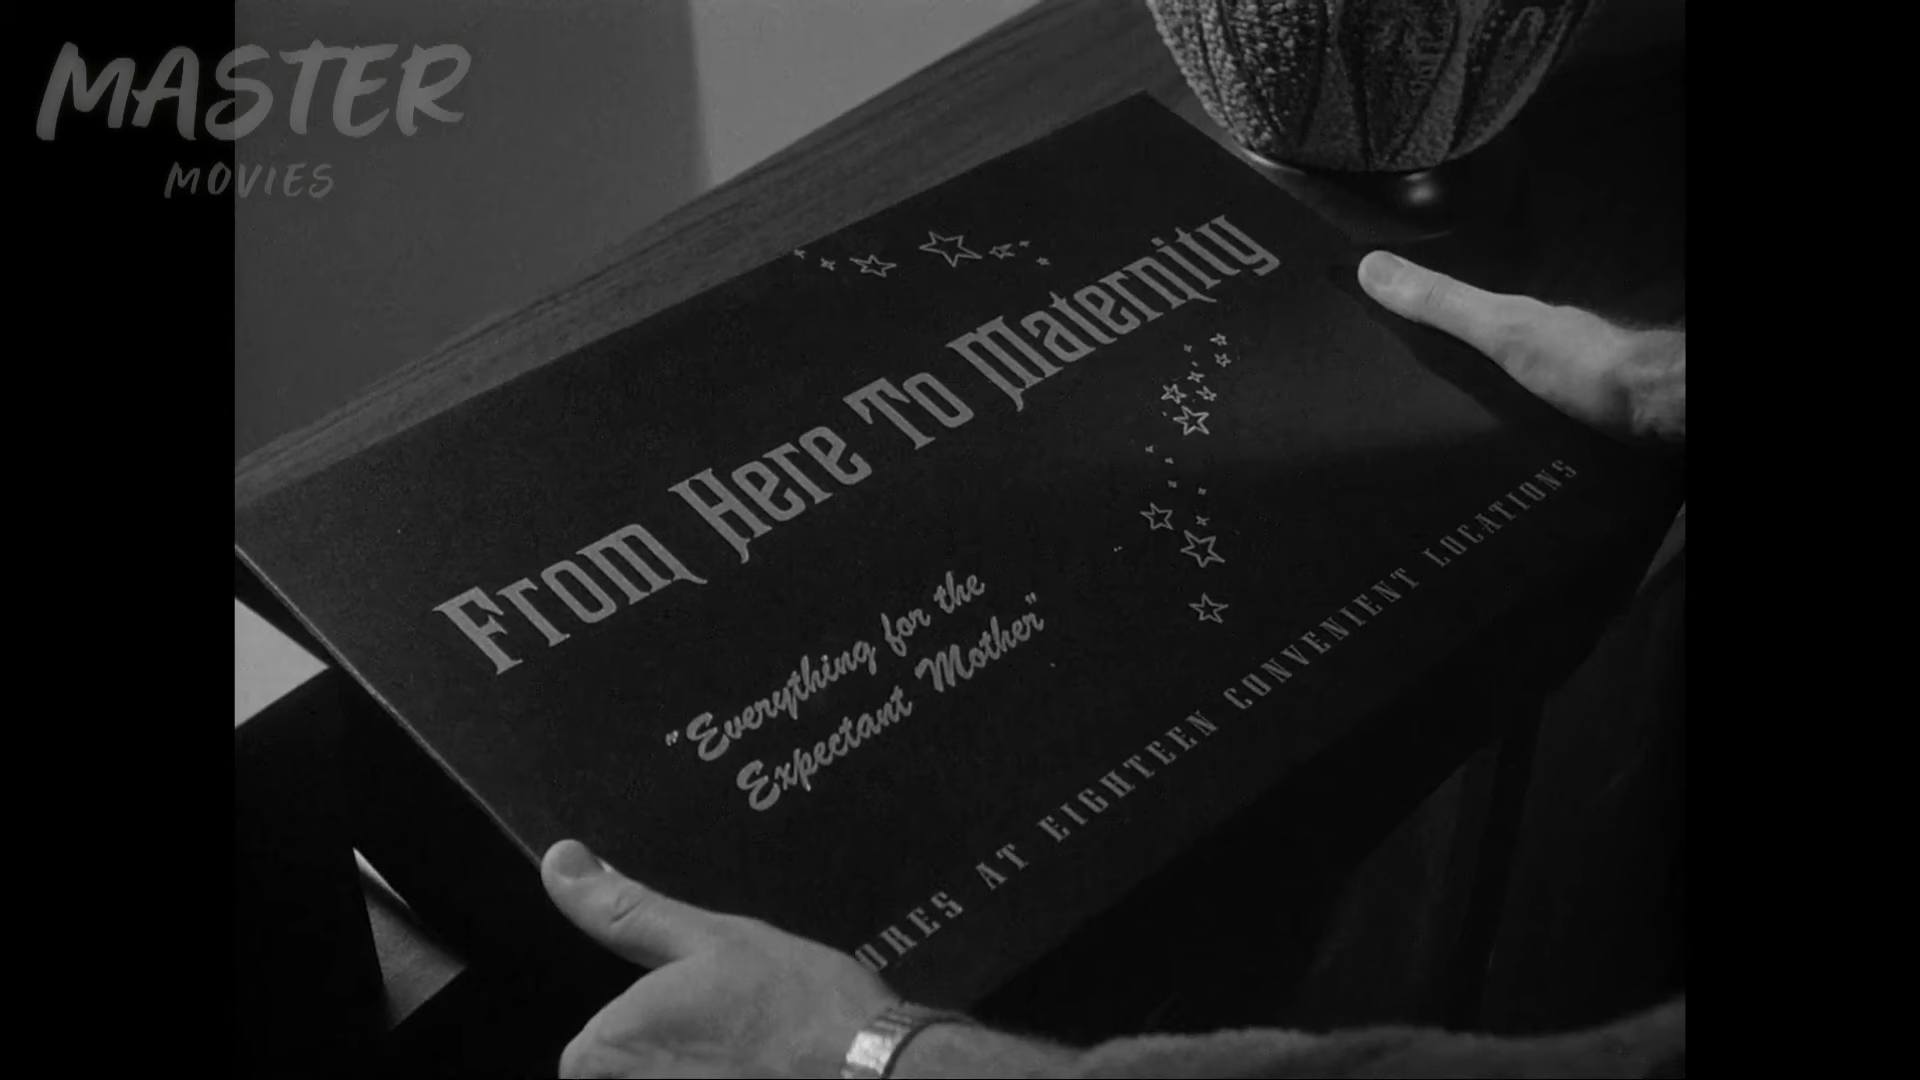 MASTER
MOVIES
From Here To Maternity
"Everything for the
Expectant Mother"
ORES AT EIGHTEEN CONVENIENT LOCATIONS